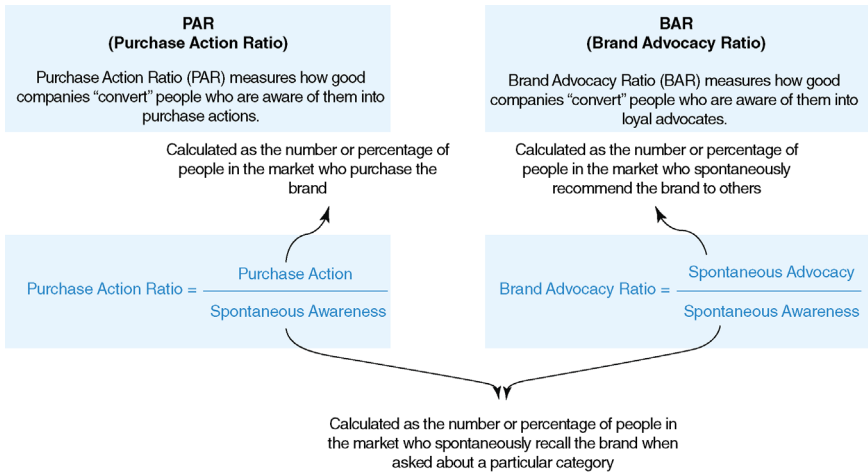 PAR
(Purchase Action Ratio)
Purchase Action Ratio (PAR) measures how good
companies “convert” people who are aware of them into
purchase actions.
BAR
(Brand Advocacy Ratio)
Brand Advocacy Ratio (BAR) measures how good
companies “convert” people who are aware of them into
loyal advocates.
Calculated as the number or percentage of
people in the market who purchase the
brand
Calculated as the number or percentage of
people in the market who spontaneously
recommend the brand to others
Purchase Action Ratio =
Purchase Action
Spontaneous Awareness
Brand Advocacy Ratio =
Spontaneous Advocacy
Spontaneous Awareness
Calculated as the number or percentage of people in
the market who spontaneously recall the brand when
asked about a particular category